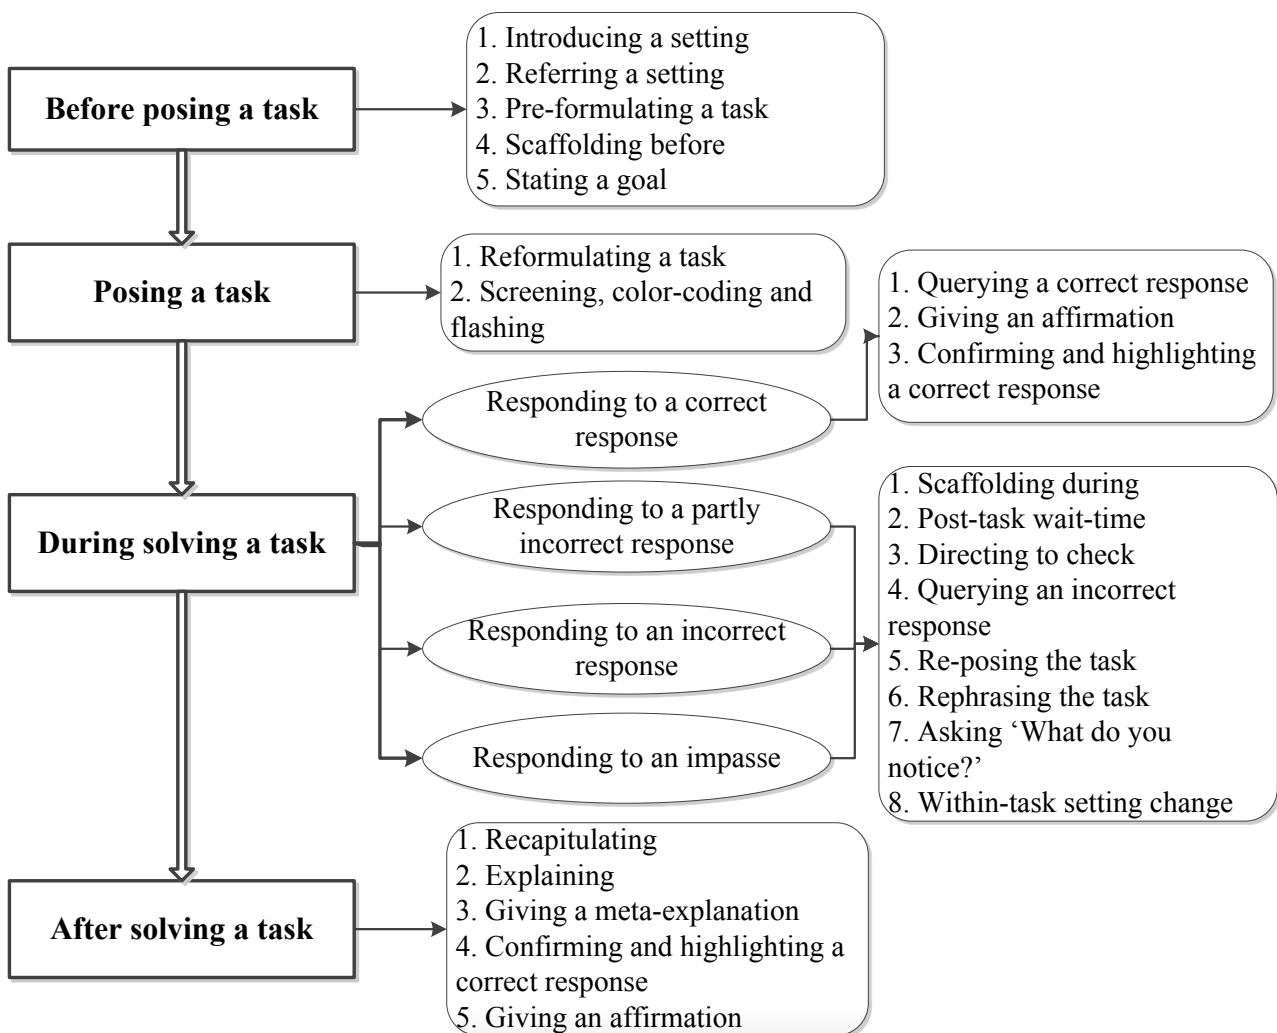 Before posing a task
1. Introducing a setting
2. Referring a setting
3. Pre-formulating a task
4. Scaffolding before
5. Stating a goal
Posing a task
1. Reformulating a task
2. Screening, color-coding and
flashing
During solving a task
Responding to a correct
response
1. Querying a correct response
2. Giving an affirmation
3. Confirming and highlighting
a correct response
Responding to a partly
incorrect response
Responding to an incorrect
response
Responding to an impasse
1. Scaffolding during
2. Post-task wait-time
3. Directing to check
4. Querying an incorrect
response
5. Re-posing the task
6. Rephrasing the task
7. Asking ‘What do you
notice?’
8. Within-task setting change
After solving a task
1. Recapitulating
2. Explaining
3. Giving a meta-explanation
4. Confirming and highlighting a
correct response
5. Giving an affirmation